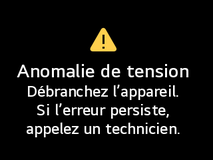 Anomalie de tension
Débranchez l’appareil.
Si l’erreur persiste,
appelez un technicien.